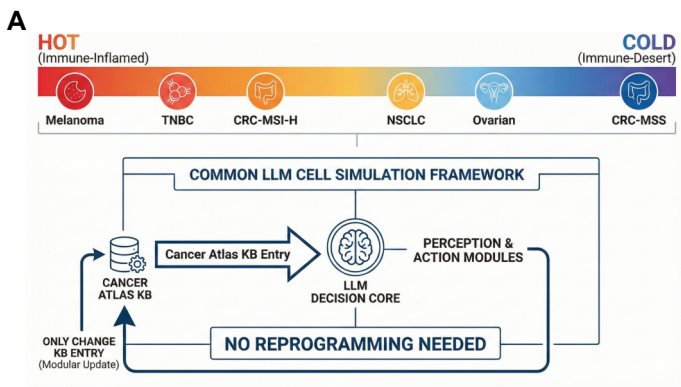 A
HOT
(Immune-Inflamed)
COLD
(Immune-Desert)
Melanoma
TNBC
CRC-MSI-H
NSCLC
Ovarian
CRC-MSS
COMMON LLM CELL SIMULATION FRAMEWORK
Cancer Atlas KB Entry
PERCEPTION &
ACTION MODULES
CANCER
ATLAS KB
LLM
DECISION CORE
ONLY CHANGE
KB ENTRY
(Modular Update)
NO REPROGRAMMING NEEDED